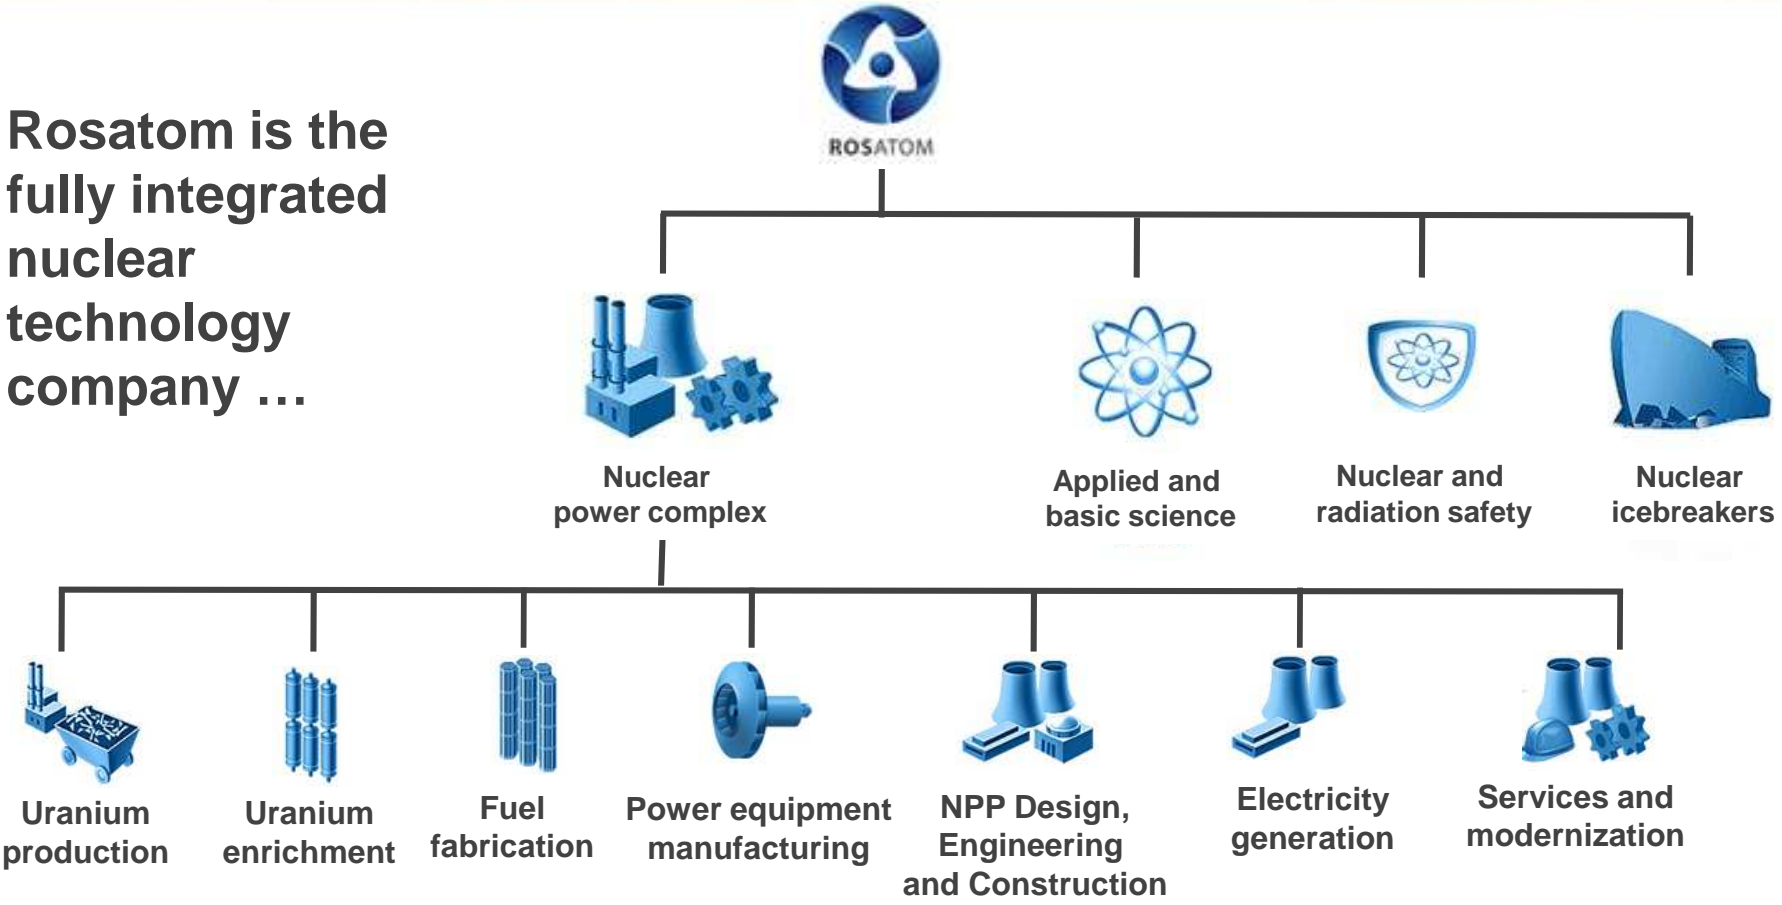 Rosatom is the
fully integrated
nuclear
technology
company …
ROSATOM
Nuclear
power complex
Applied and
basic science
Nuclear and
radiation safety
Nuclear
icebreakers
Uranium
production
Uranium
enrichment
Fuel
fabrication
Power equipment
manufacturing
NPP Design,
Engineering
and Construction
Electricity
generation
Services and
modernization